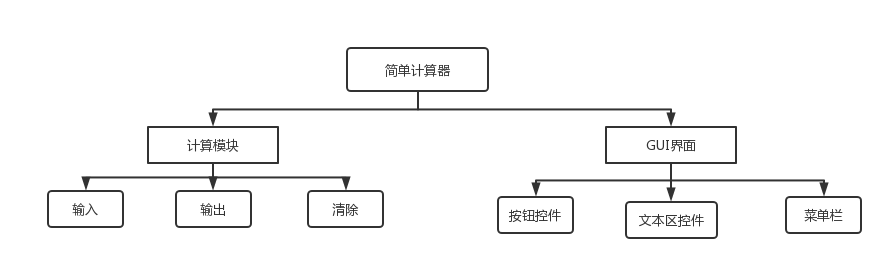 简单计算器
计算模块
GUI界面
输入
输出
清除
按钮控件
文本区控件
菜单栏